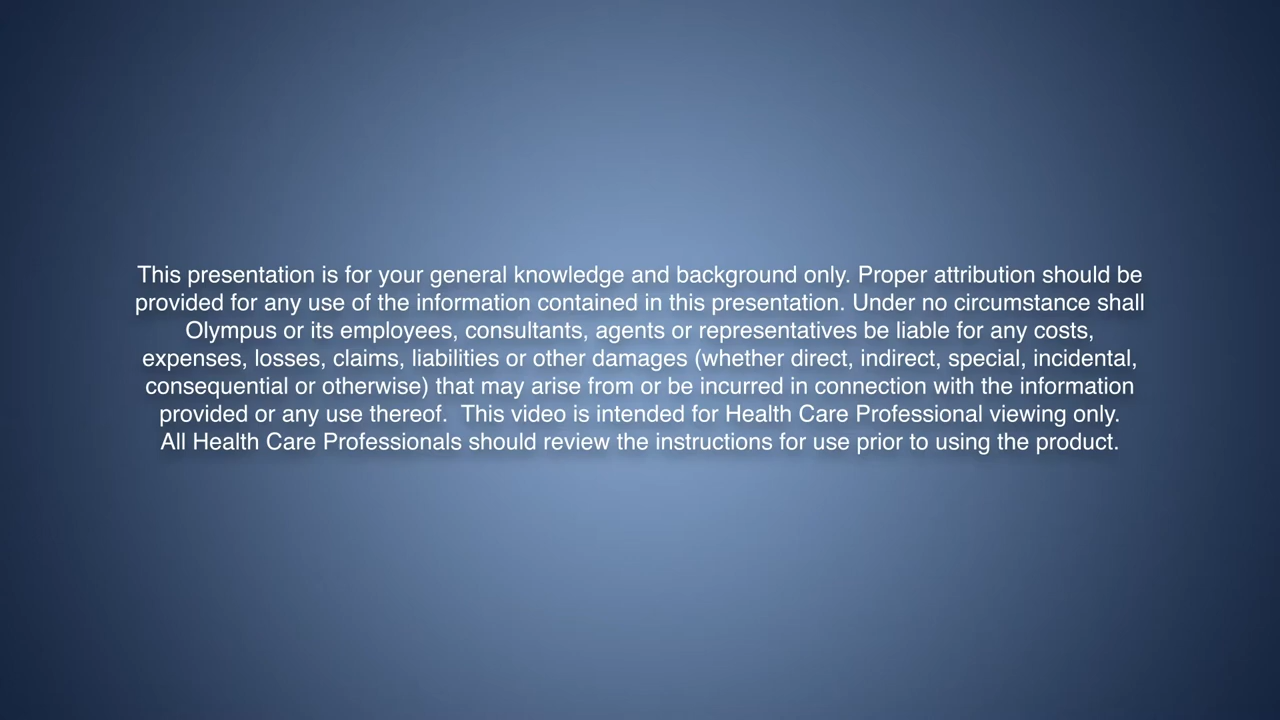 This presentation is for your general knowledge and background only. Proper attribution should be
provided for any use of the information contained in this presentation. Under no circumstance shall
Olympus or its employees, consultants, agents or representatives be liable for any costs,
expenses, losses, claims, liabilities or other damages (whether direct, indirect, special, incidental,
consequential or otherwise) that may arise from or be incurred in connection with the information
provided or any use thereof.  This video is intended for Health Care Professional viewing only.
All Health Care Professionals should review the instructions for use prior to using the product.